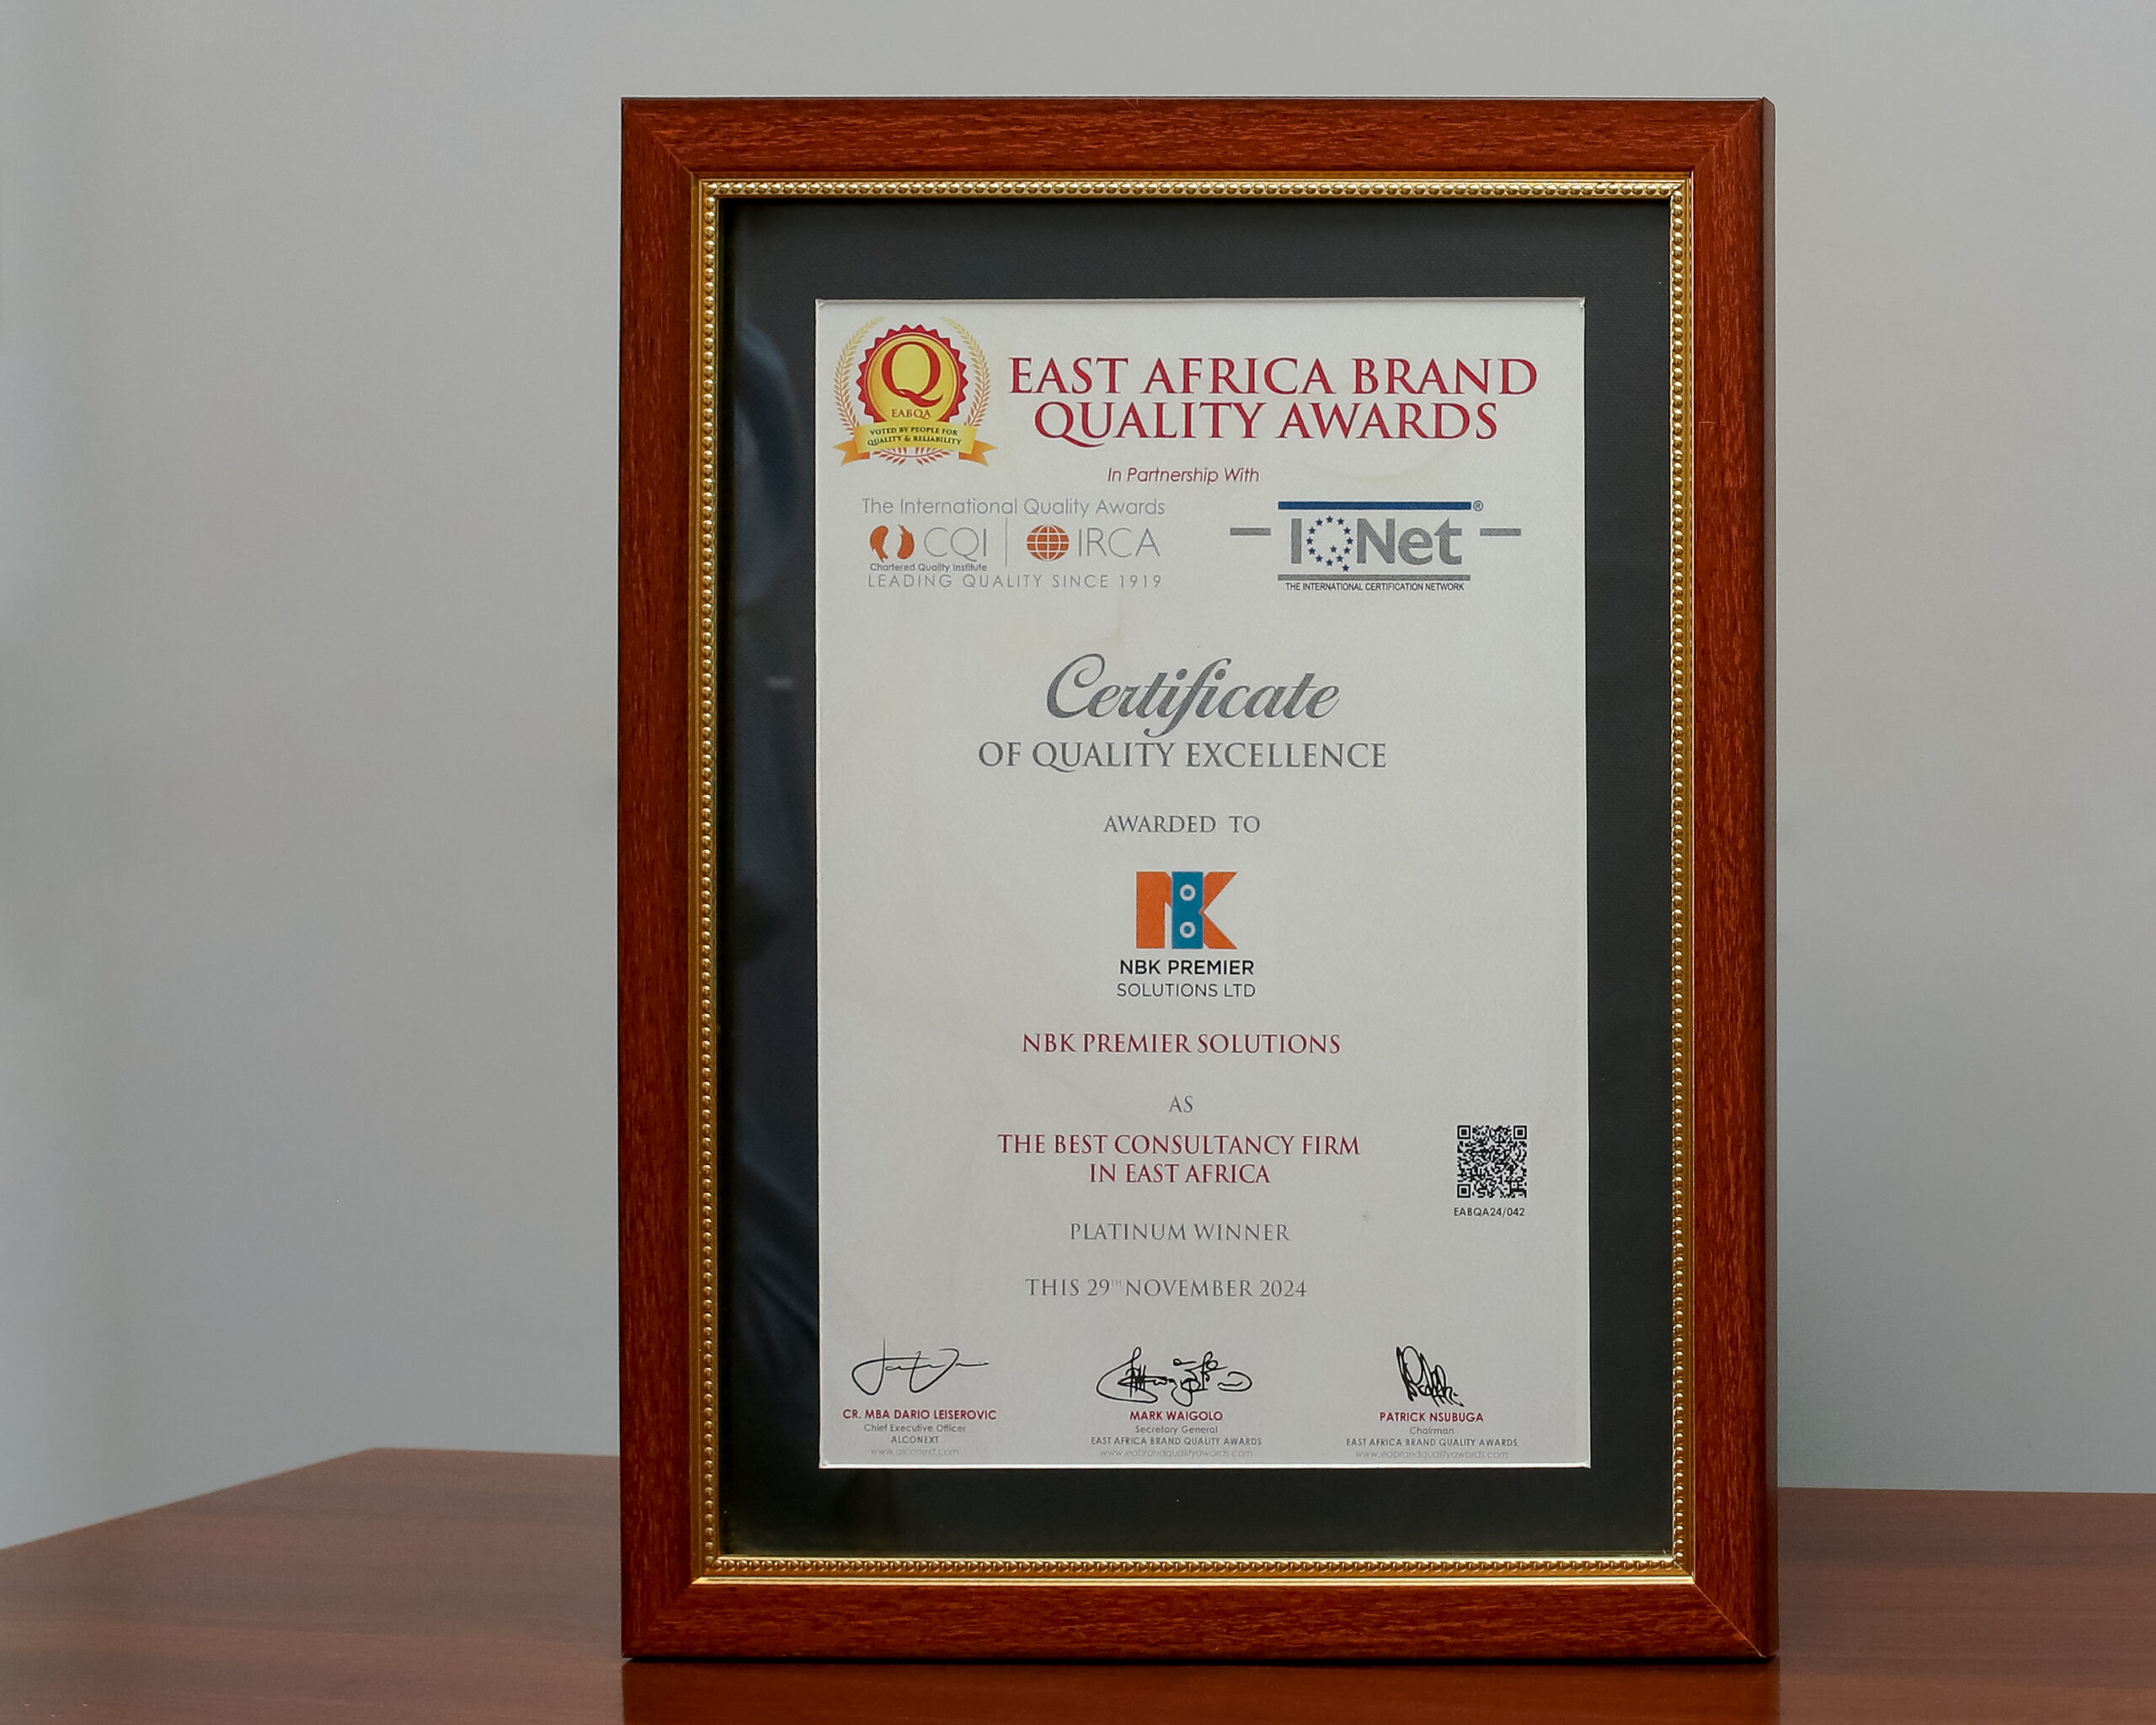 Q
EABQA
VOTED BY PEOPLE FOR
QUALITY & RELIABILITY
EAST AFRICA BRAND
QUALITY AWARDS
In Partnership With
The International Quality Awards
CQI IRCA
Chartered Quality Institute
LEADING QUALITY SINCE 1919
IQNet ®
THE INTERNATIONAL CERTIFICATION NETWORK
Certificate
OF QUALITY EXCELLENCE
AWARDED TO
NBK
NBK PREMIER
SOLUTIONS LTD
NBK PREMIER SOLUTIONS
AS
THE BEST CONSULTANCY FIRM
IN EAST AFRICA
EABQA24/042
PLATINUM WINNER
THIS 29TH NOVEMBER 2024
CR. MBA DARIO LEISEROVIC
Chief Executive Officer
ALCONEXT
www.alconext.com
MARK WAIGOLO
Secretary General
EAST AFRICA BRAND QUALITY AWARDS
www.eabrandqualityawards.com
PATRICK NSUBUGA
Chairman
EAST AFRICA BRAND QUALITY AWARDS
www.eabrandqualityawards.com